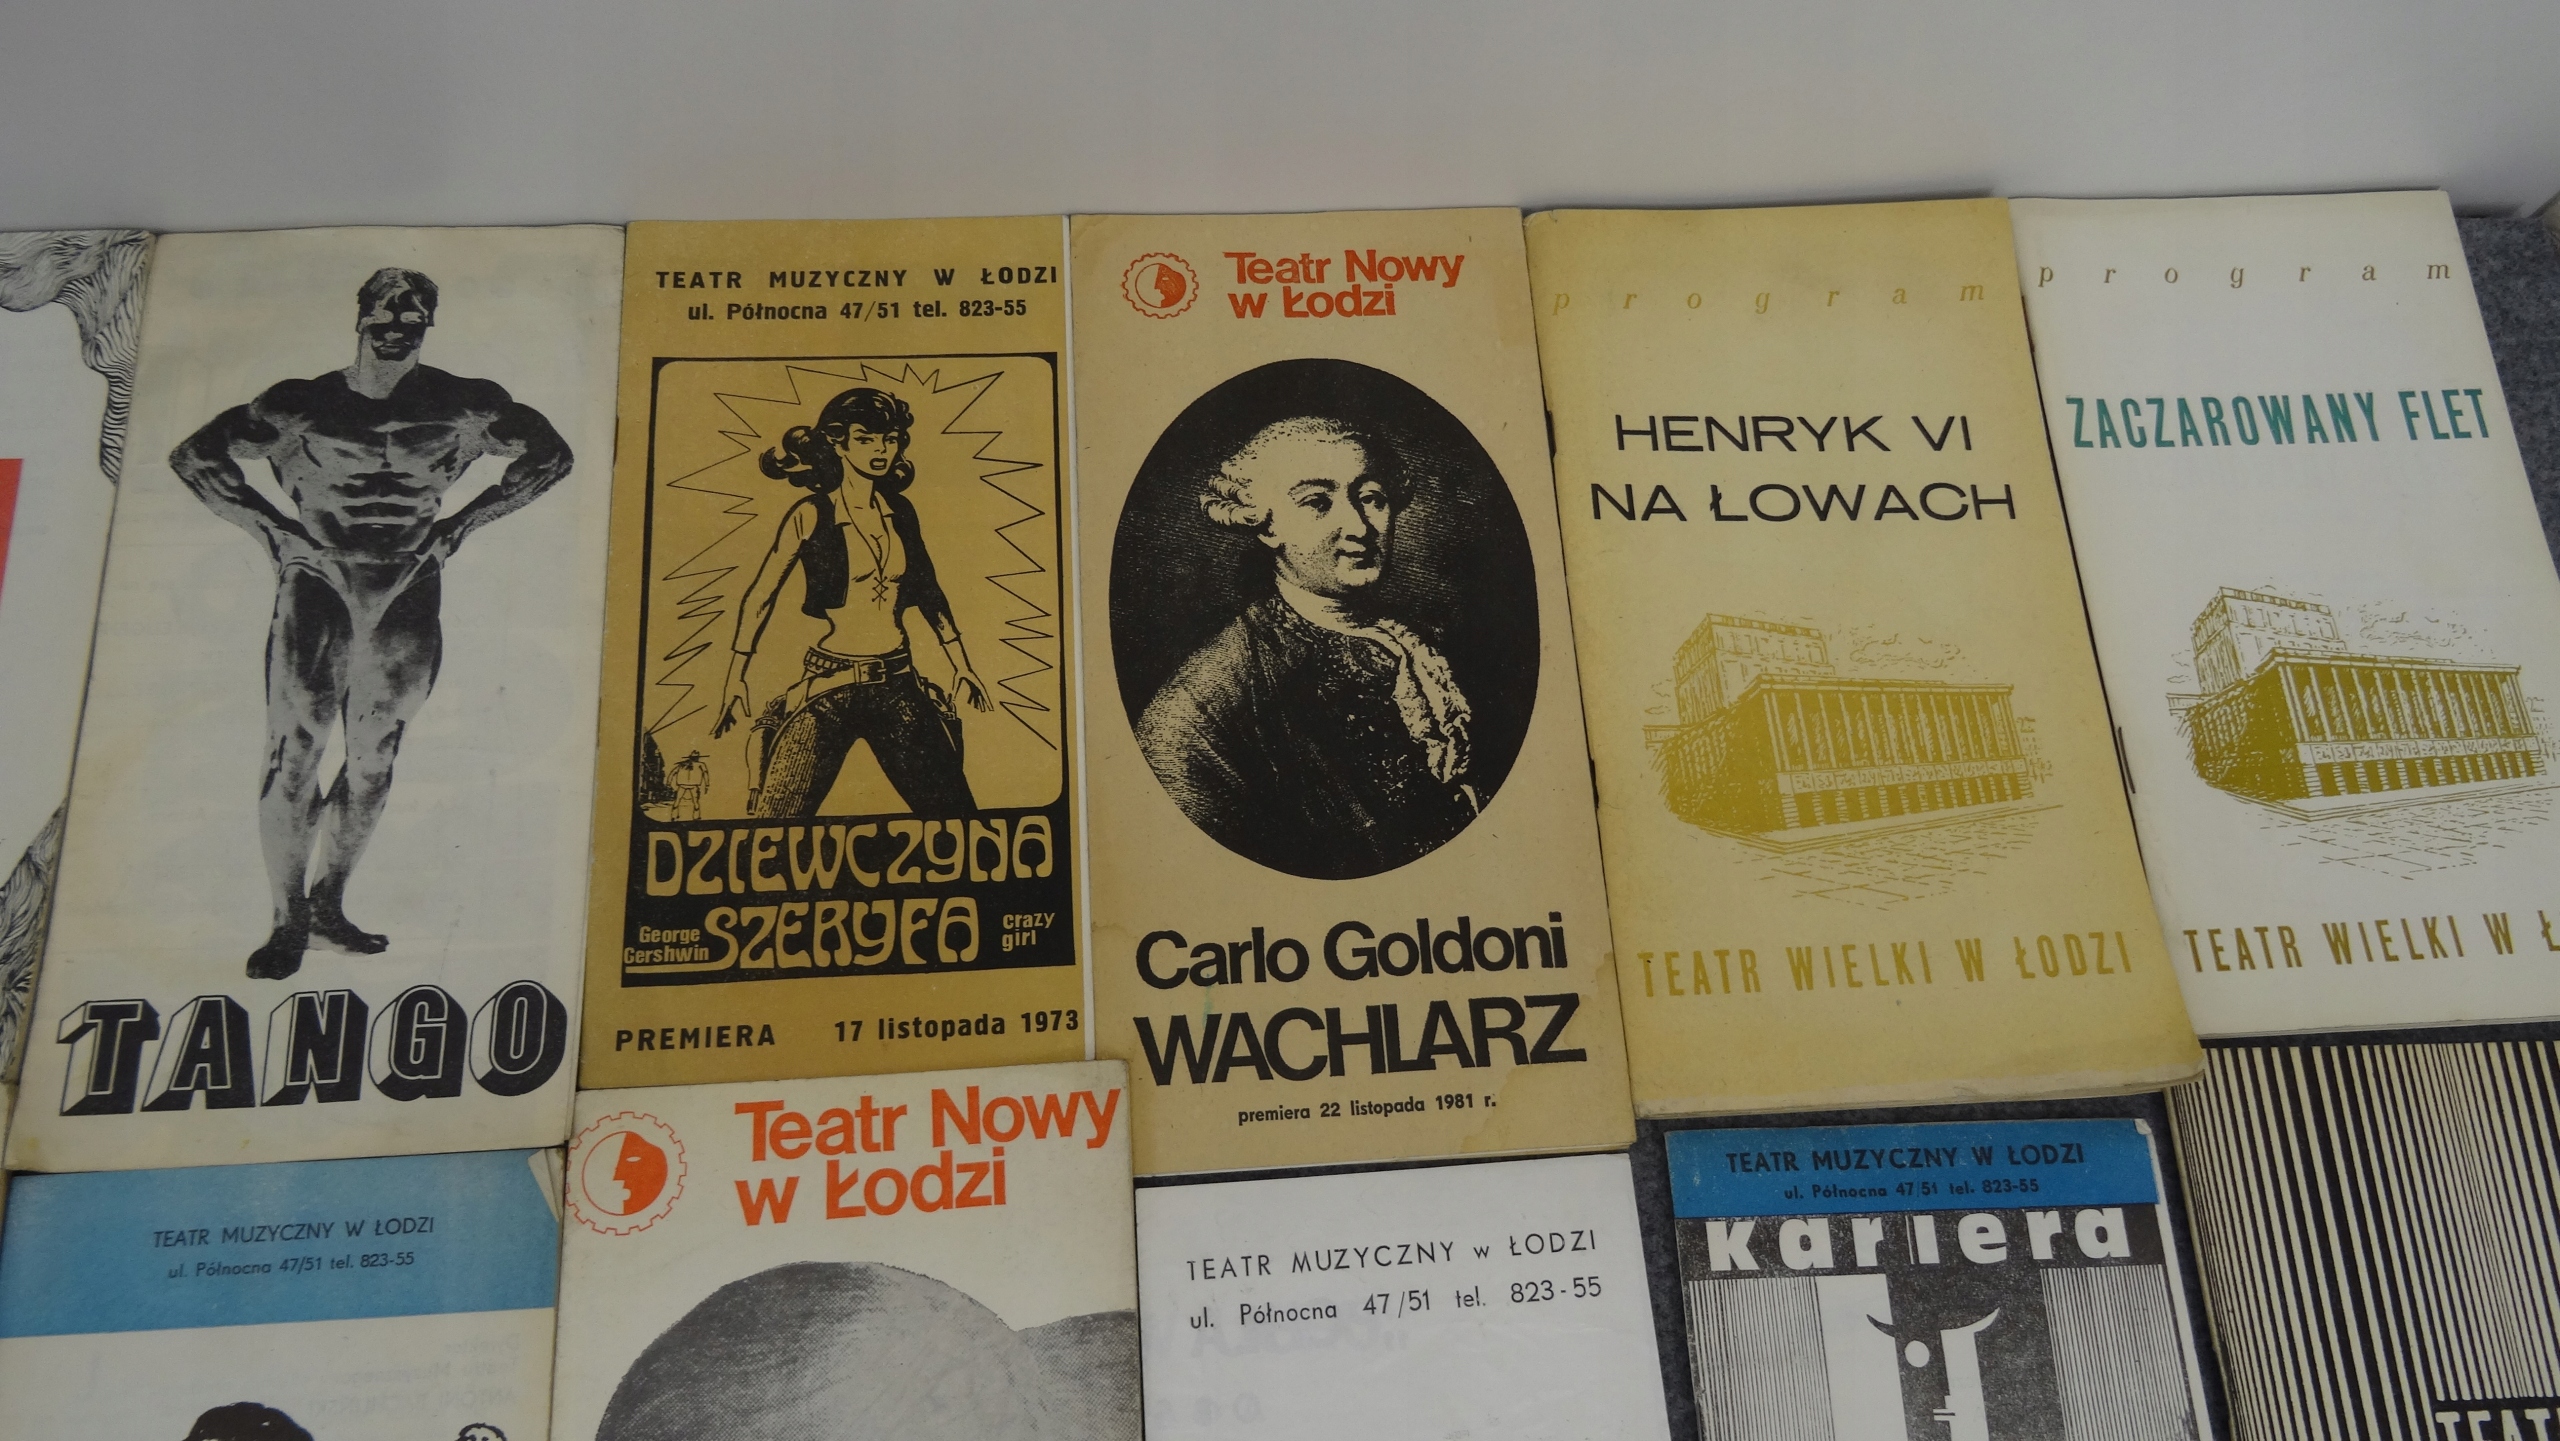 TANGO
TEATR MUZYCZNY W ŁODZI
ul. Północna 47/51 tel. 823-55
DZIEWCZYNA
SZERYFA
George
Gershwin
crazy
girl
PREMIERA 17 listopada 1973
Teatr Nowy
w Łodzi
Carlo Goldoni
WACHLARZ
premiera 22 listopada 1981 r.
program
HENRYK VI
NA ŁOWACH
TEATR WIELKI W ŁODZI
program
ZACZAROWANY FLET
TEATR WIELKI W Ł
TEATR MUZYCZNY W ŁODZI
ul. Północna 47/51 tel. 823-55
Teatr Nowy
w Łodzi
TEATR MUZYCZNY w ŁODZI
ul. Północna 47/51 tel. 823-55
TEATR MUZYCZNY W ŁODZI
ul. Północna 47/51 tel. 823-55
kariera
TEAT